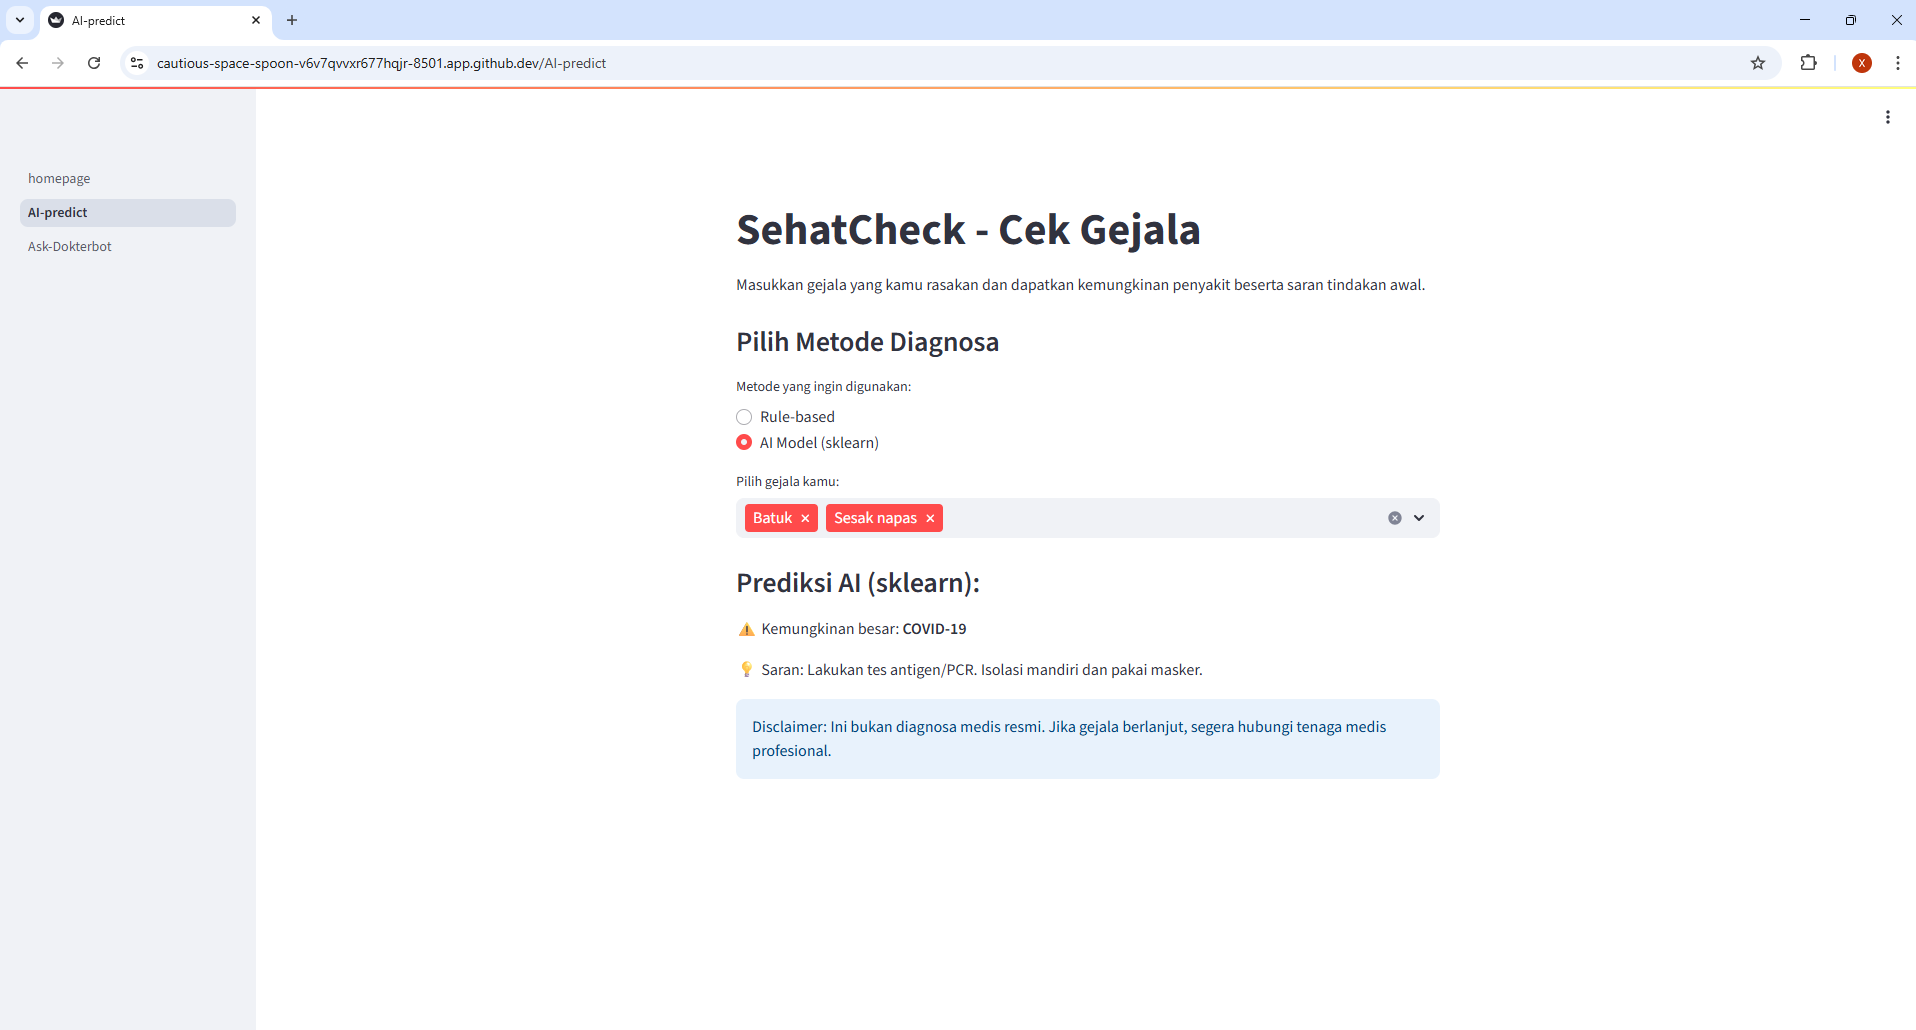 AI-predict
cautious-space-spoon-v6v7qvvxr677hqjr-8501.app.github.dev/AI-predict
X
homepage
AI-predict
Ask-Dokterbot
SehatCheck - Cek Gejala
Masukkan gejala yang kamu rasakan dan dapatkan kemungkinan penyakit beserta saran tindakan awal.
Pilih Metode Diagnosa
Metode yang ingin digunakan:
Rule-based
AI Model (sklearn)
Pilih gejala kamu:
Batuk Sesak napas
Prediksi AI (sklearn):
⚠️ Kemungkinan besar: COVID-19
💡 Saran: Lakukan tes antigen/PCR. Isolasi mandiri dan pakai masker.
Disclaimer: Ini bukan diagnosa medis resmi. Jika gejala berlanjut, segera hubungi tenaga medis
profesional.